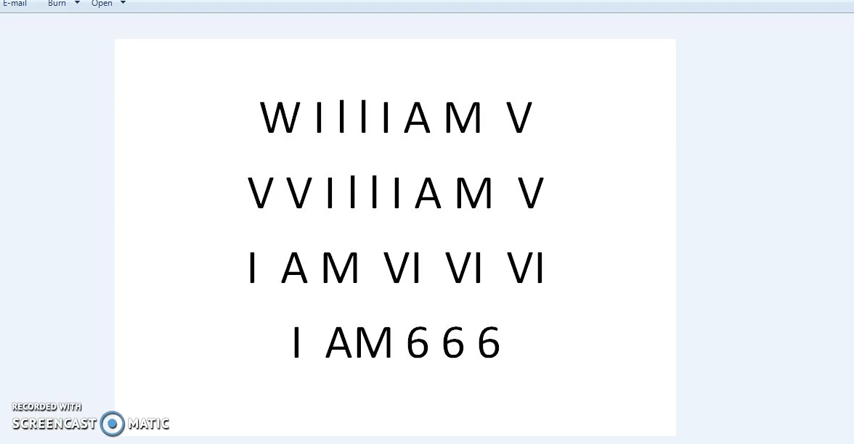 E-mail Burn Open
W I l l I A M V
V V I l l I A M V
I A M VI VI VI
I AM 6 6 6
RECORDED WITH
SCREENCAST MATIC